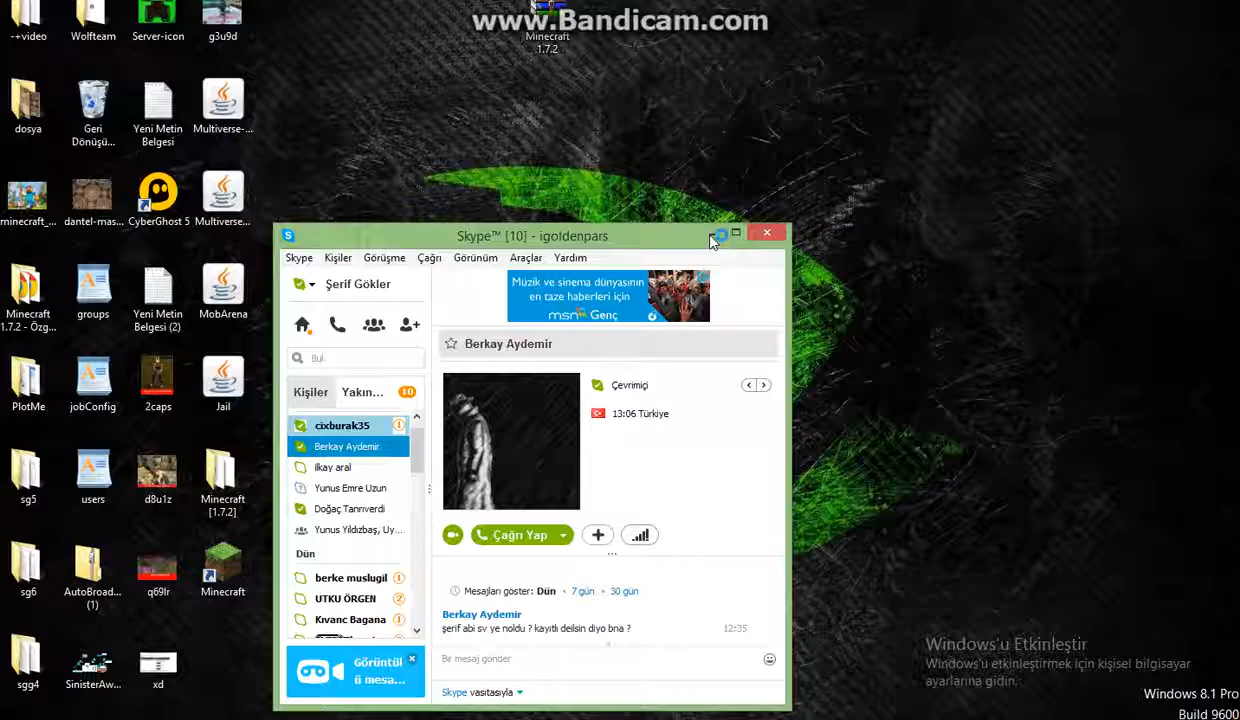 www.Bandicam.com
-+video
Wolfteam
Server-icon
g3u9d
Minecraft
1.7.2
dosya
Geri
Dönüşü...
Yeni Metin
Belgesi
Multiverse-...
minecraft_...
dantel-mas...
CyberGhost 5
Multiverse...
Minecraft
1.7.2 - Özg...
groups
Yeni Metin
Belgesi (2)
MobArena
PlotMe
jobConfig
2caps
Jail
sg5
users
d8u1z
Minecraft
[1.7.2]
sg6
AutoBroad...
(1)
q69lr
Minecraft
sgg4
SinisterAw...
xd
Skype™ [10] - igoldenpars
Skype Kişiler Görüşme Çağrı Görünüm Araçlar Yardım
Şerif Gökler
Bul
Kişiler Yakın... 10
cixburak35 1
Berkay Aydemir
ilkay aral
Yunus Emre Uzun
Doğaç Tanrıverdi
Yunus Yıldızbaş, Uy...
Dün
berke muslugil 1
UTKU ÖRGEN 2
Kıvanc Bagana 1
Görüntül
ü mesa...
Müzik ve sinema dünyasının
en taze haberleri için
msn Genç
Berkay Aydemir
Çevrimiçi
13:06 Türkiye
Çağrı Yap
Mesajları göster: Dün • 7 gün • 30 gün
Berkay Aydemir
şerif abi sv ye noldu ? kayıtlı deilsin diyo bna ? 12:35
Bir mesaj gönder
Skype vasıtasıyla
Windows'u Etkinleştir
Windows'u etkinleştirmek için kişisel bilgisayar
ayarlarına gidin.
Windows 8.1 Pro
Build 9600